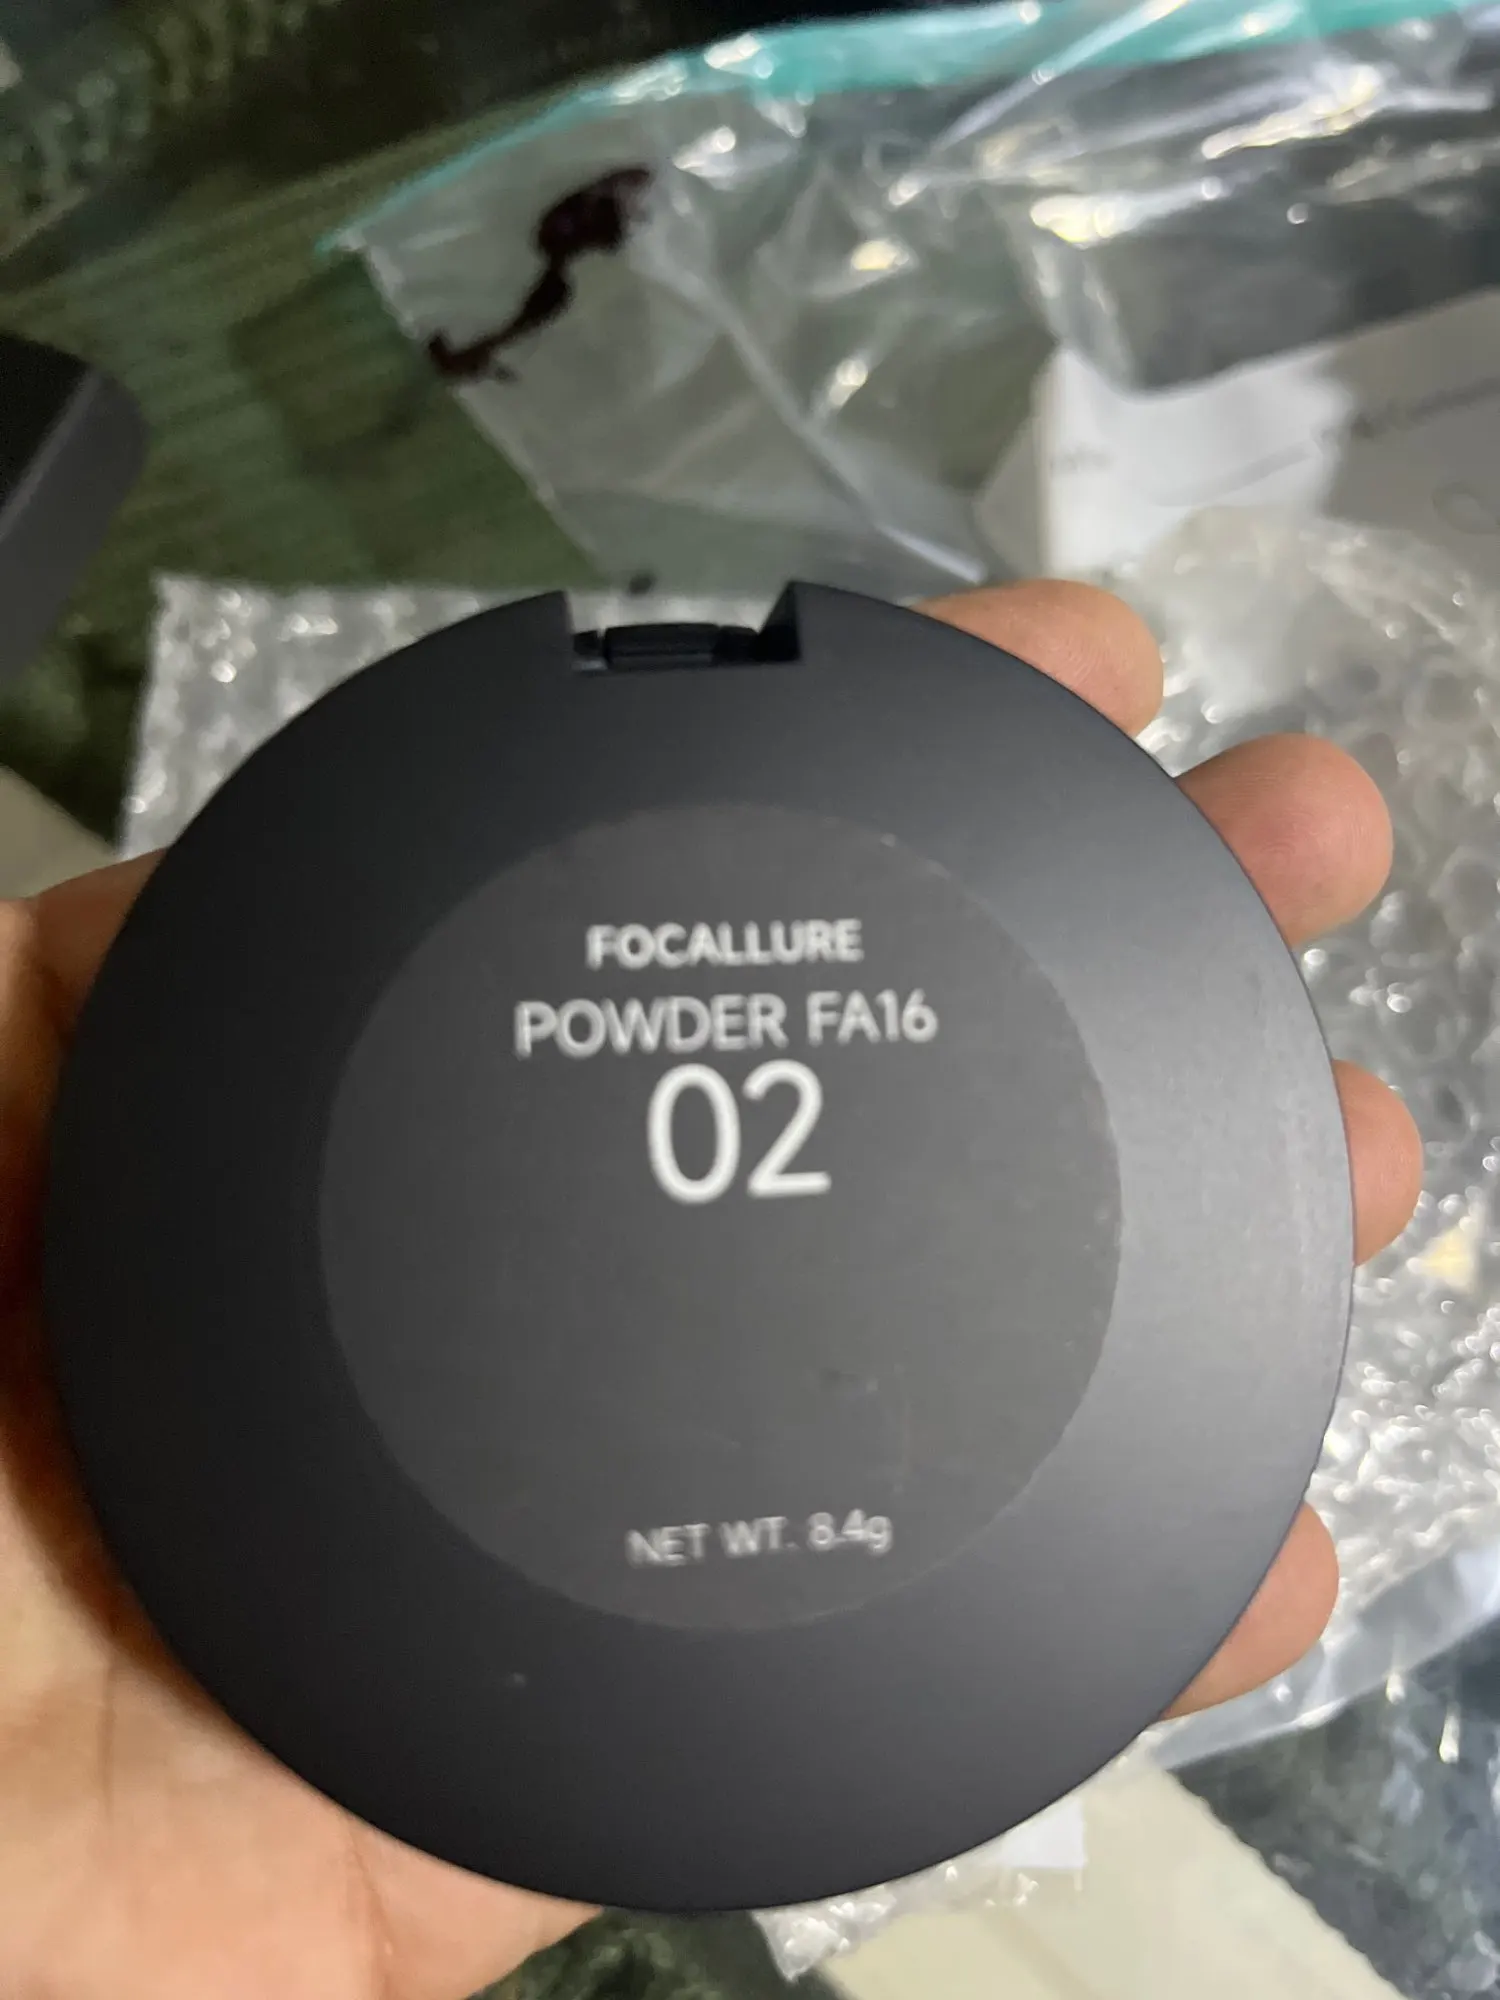 FOCALLURE
POWDER FA16
02
NET WT. 8.4g